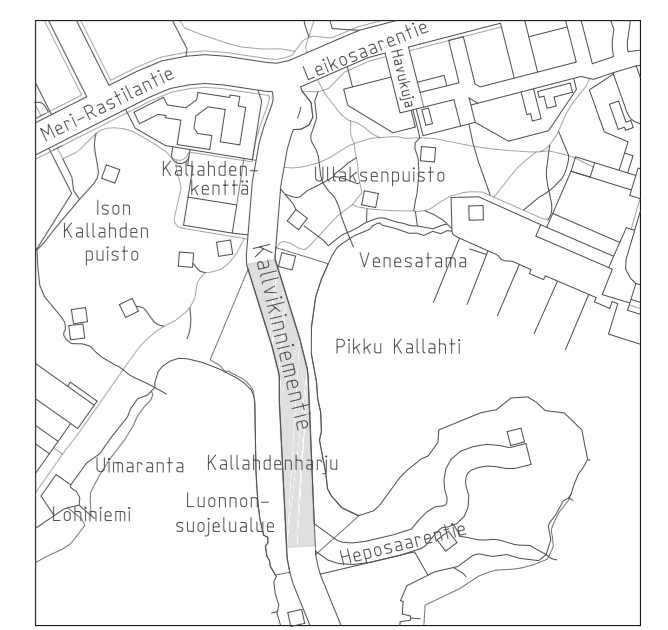 Leikosaarentie
Havukuja
Meri-Rastilantie
Kallahden-
kenttä
Ullaksenpuisto
Ison
Kallahden
puisto
Venesatama
Kallvikinniementie
Pikku Kallahti
Uimaranta
Kallahdenharju
Luonnon-
suojelualue
Lohiniemi
Heposaarentie